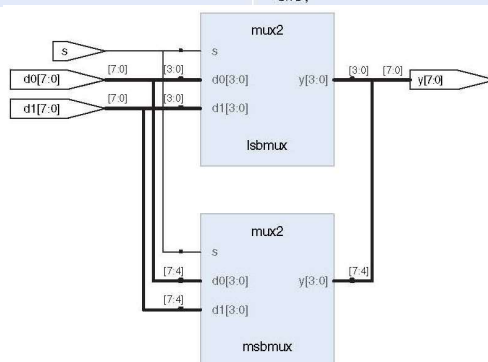 mux2
s
s
[7:0]
[3:0]
[3:0]
[7:0]
d0[7:0]
d0[3:0]
y[3:0]
y[7:0]
[7:0]
[3:0]
d1[7:0]
d1[3:0]
lsbmux
mux2
s
[7:4]
[7:4]
d0[3:0]
y[3:0]
[7:4]
d1[3:0]
msbmux